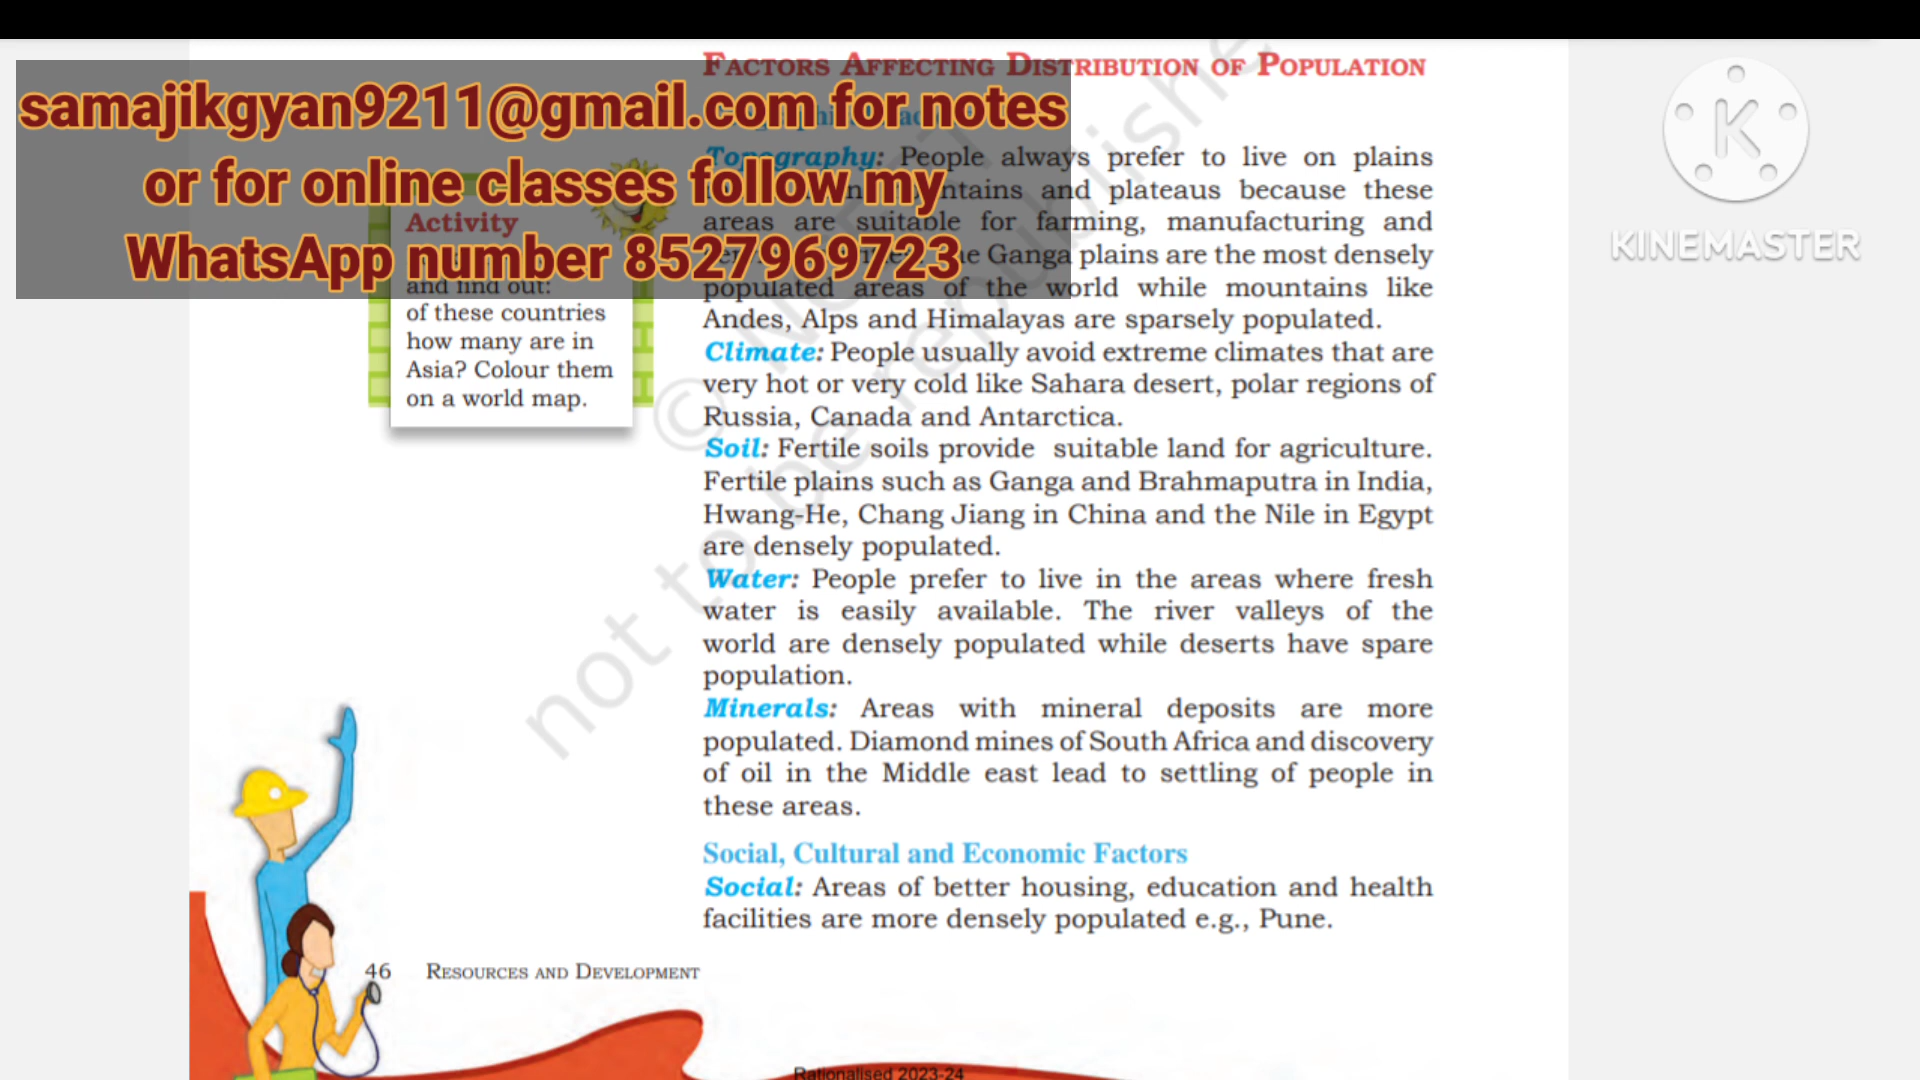 FACTORS AFFECTING DISTRIBUTION OF POPULATION
samajikgyan9211@gmail.com for notes
or for online classes follow my
WhatsApp number 8527969723
KINEMASTER
Activity
and find out:
of these countries
how many are in
Asia? Colour them
on a world map.
Topography: People always prefer to live on plains
and plateaus because these
areas are suitable for farming, manufacturing and
Ganga plains are the most densely
populated areas of the world while mountains like
Andes, Alps and Himalayas are sparsely populated.
Climate: People usually avoid extreme climates that are
very hot or very cold like Sahara desert, polar regions of
Russia, Canada and Antarctica.
Soil: Fertile soils provide suitable land for agriculture.
Fertile plains such as Ganga and Brahmaputra in India,
Hwang-He, Chang Jiang in China and the Nile in Egypt
are densely populated.
Water: People prefer to live in the areas where fresh
water is easily available. The river valleys of the
world are densely populated while deserts have spare
population.
Minerals: Areas with mineral deposits are more
populated. Diamond mines of South Africa and discovery
of oil in the Middle east lead to settling of people in
these areas.
Social, Cultural and Economic Factors
Social: Areas of better housing, education and health
facilities are more densely populated e.g., Pune.
46 RESOURCES AND DEVELOPMENT
Rationalised 2023-24
not to be republished